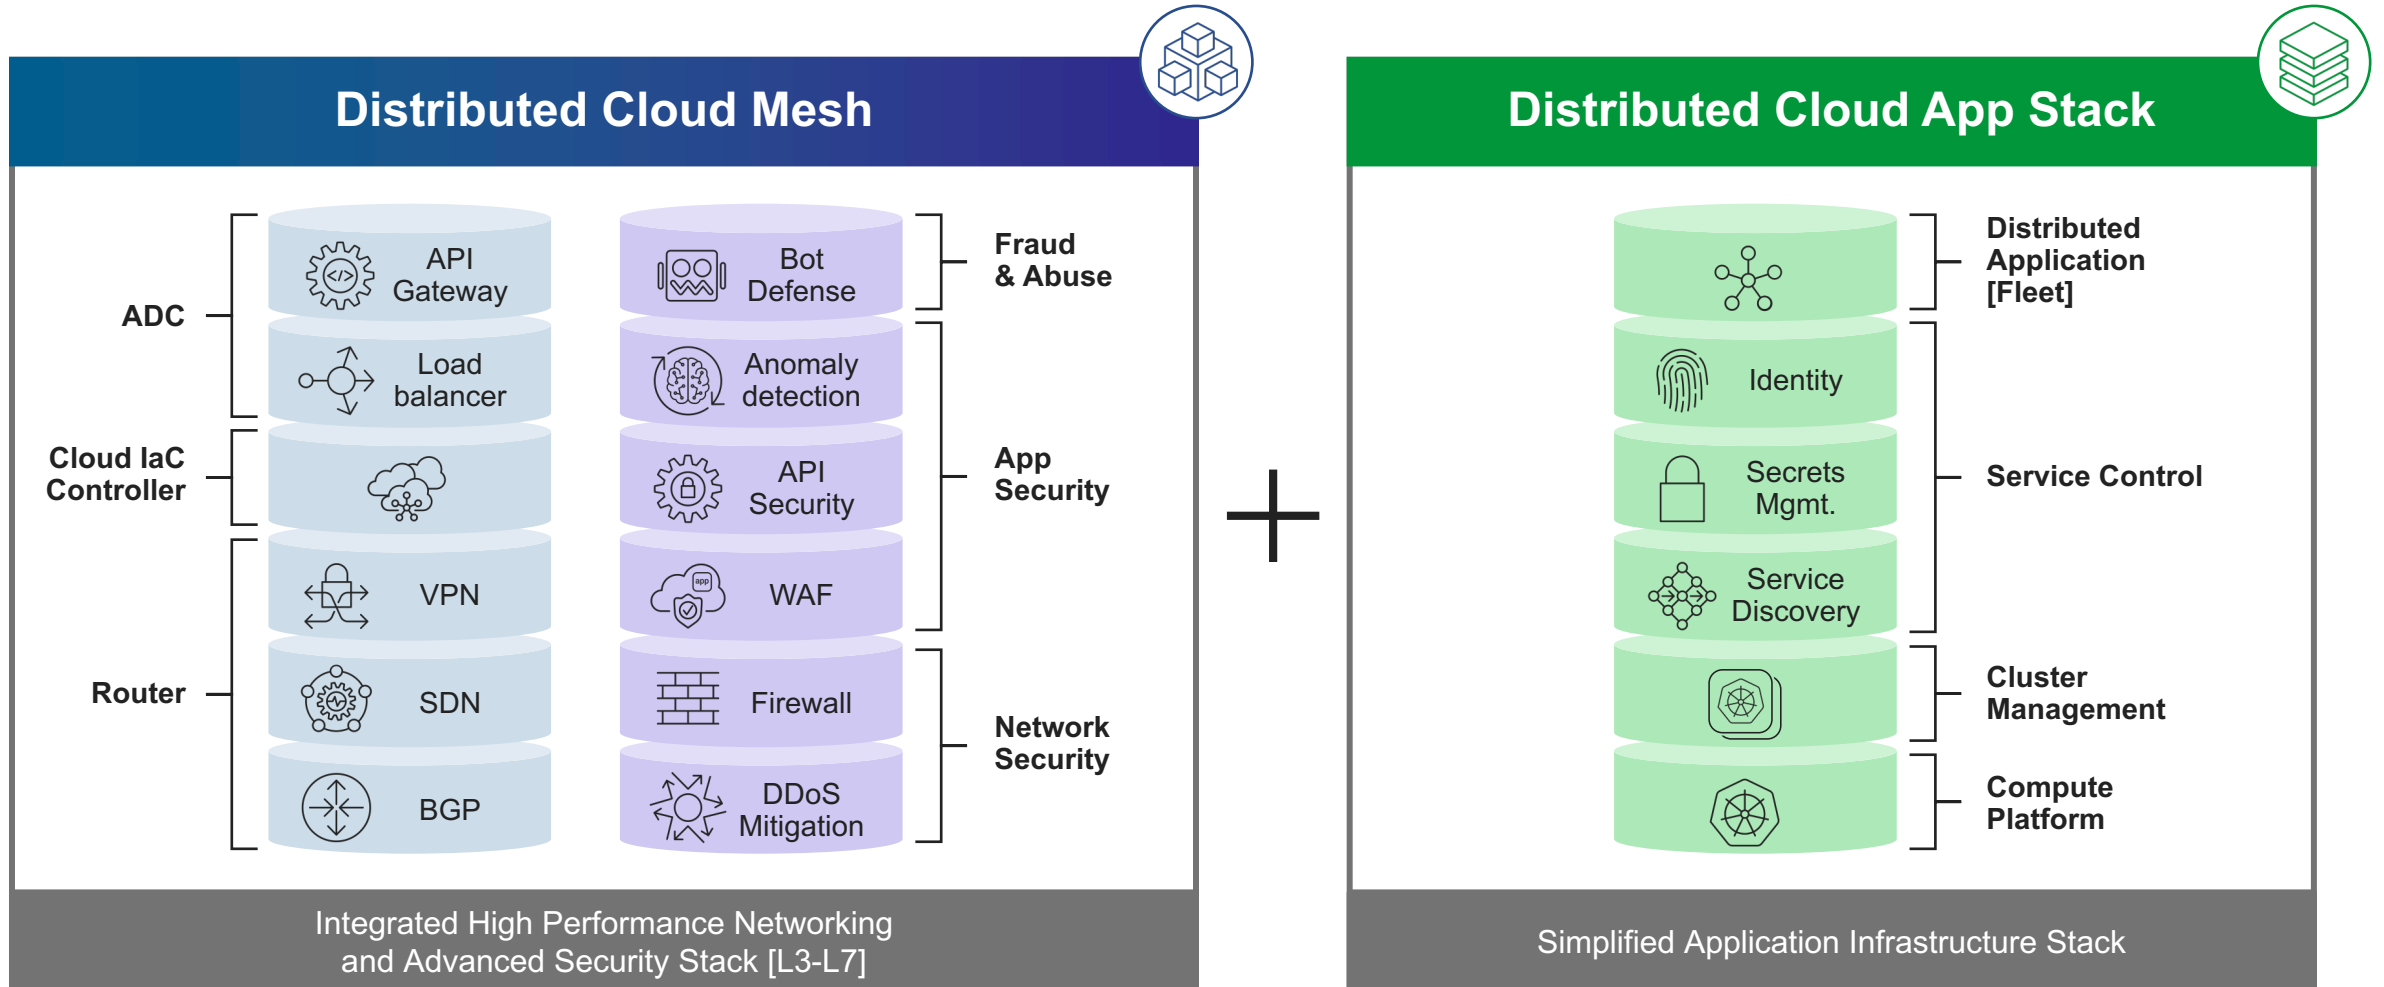 Distributed Cloud Mesh
ADC
Cloud IaC
Controller
Router
API
Gateway
Load
balancer
VPN
SDN
BGP
Bot
Defense
Anomaly
detection
API
Security
app
WAF
Firewall
DDoS
Mitigation
Fraud
& Abuse
App
Security
Network
Security
Integrated High Performance Networking
and Advanced Security Stack [L3-L7]
Distributed Cloud App Stack
Identity
Secrets
Mgmt.
Service
Discovery
Distributed
Application
[Fleet]
Service Control
Cluster
Management
Compute
Platform
Simplified Application Infrastructure Stack